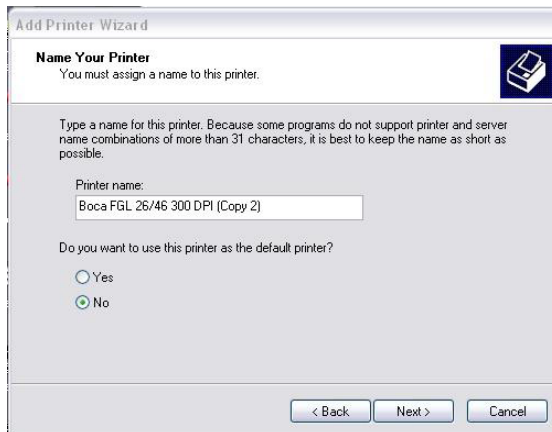 Add Printer Wizard
Name Your Printer
You must assign a name to this printer.
Type a name for this printer. Because some programs do not support printer and server
name combinations of more than 31 characters, it is best to keep the name as short as
possible.
Printer name:
Boca FGL 26/46 300 DPI (Copy 2)
Do you want to use this printer as the default printer?
Yes
No
< Back
Next >
Cancel